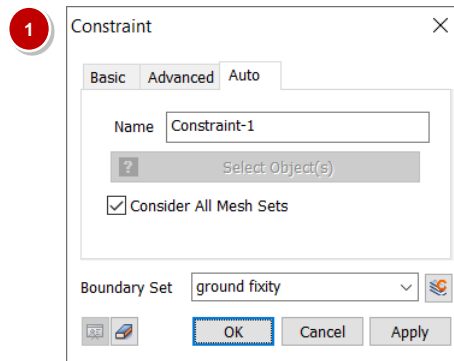 1
Constraint
Basic Advanced Auto
Name Constraint-1
? Select Object(s)
Consider All Mesh Sets
Boundary Set ground fixity
OK Cancel Apply